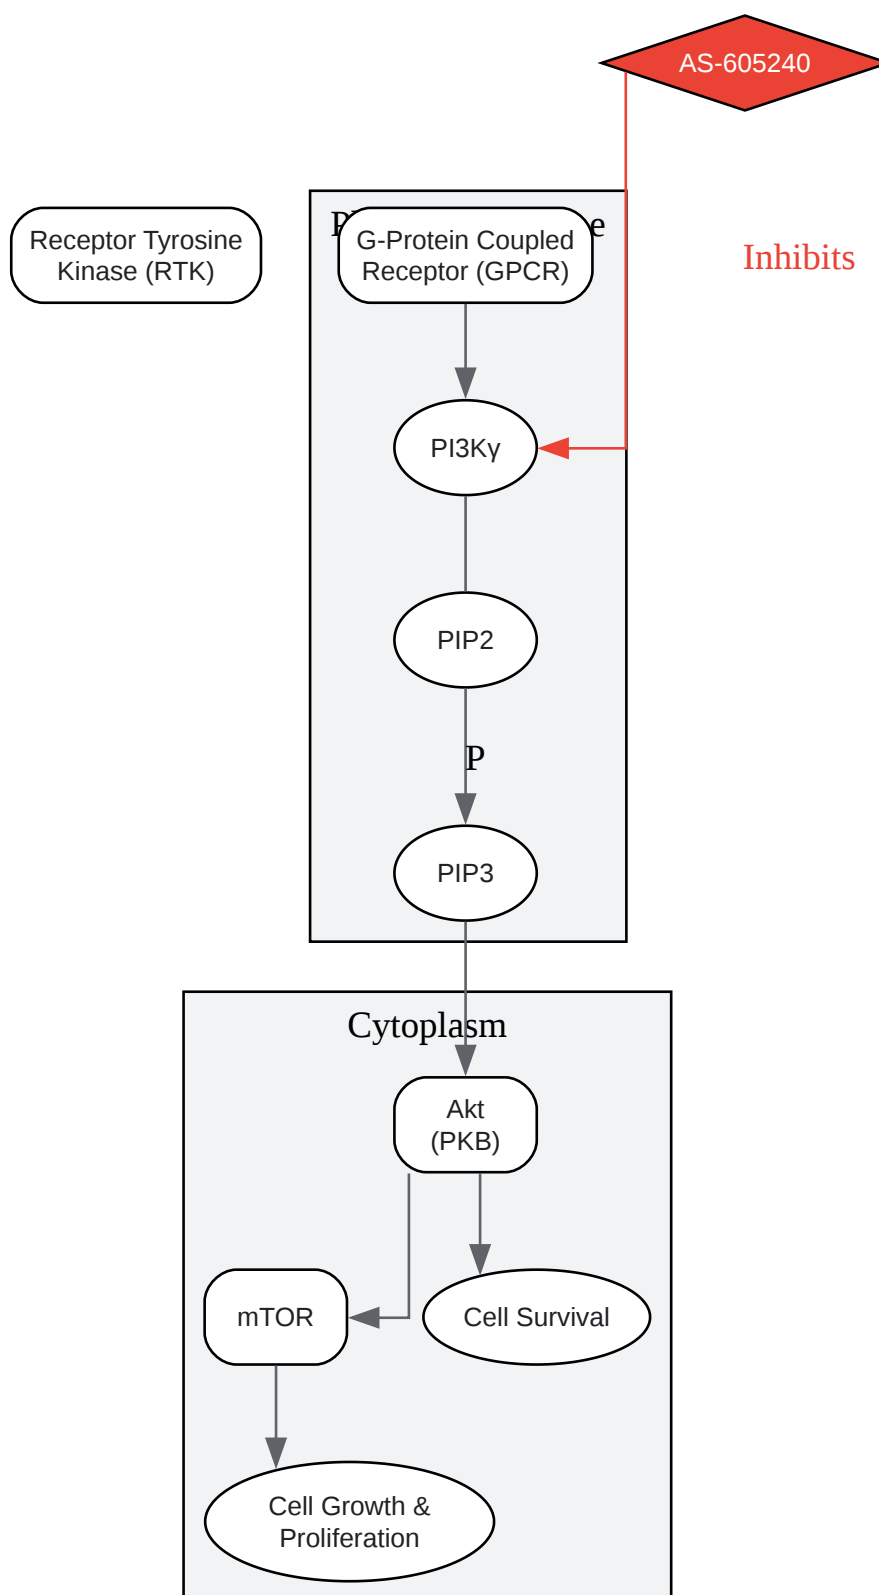 AS-605240
Receptor Tyrosine
Kinase (RTK)
G-Protein Coupled
Receptor (GPCR)
Inhibits
PI3Kγ
PIP2
P
PIP3
Cytoplasm
Akt
(PKB)
mTOR
Cell Survival
Cell Growth &
Proliferation